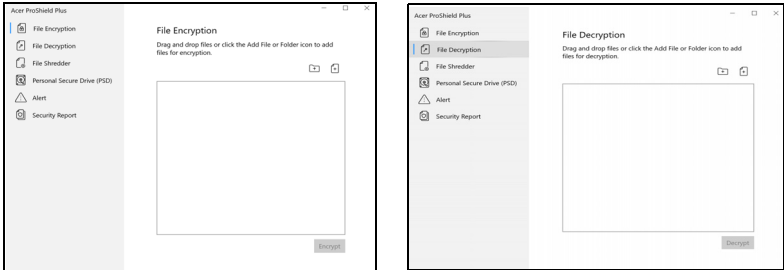 Acer ProShield Plus
File Encryption
File Decryption
File Shredder
Personal Secure Drive (PSD)
Alert
Security Report
File Encryption
Drag and drop files or click the Add File or Folder icon to add
files for encryption.
Encrypt
Acer ProShield Plus
File Encryption
File Decryption
File Shredder
Personal Secure Drive (PSD)
Alert
Security Report
File Decryption
Drag and drop files or click the Add File or Folder icon to add
files for decryption.
Decrypt